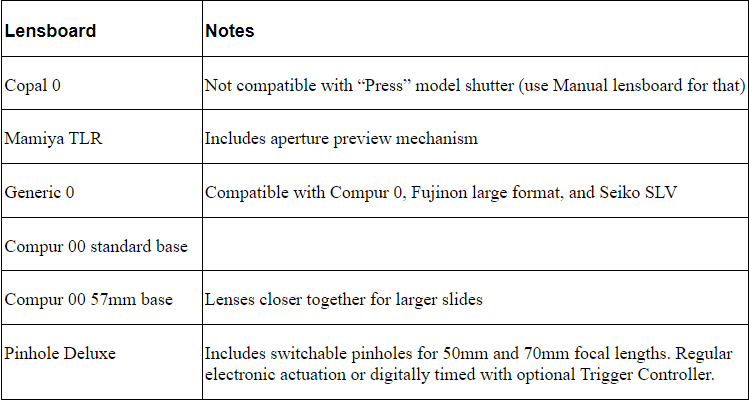 Lensboard Notes
Copal 0 Not compatible with “Press” model shutter (use Manual lensboard for that)
Mamiya TLR Includes aperture preview mechanism
Generic 0 Compatible with Compur 0, Fujinon large format, and Seiko SLV
Compur 00 standard base
Compur 00 57mm base Lenses closer together for larger slides
Pinhole Deluxe Includes switchable pinholes for 50mm and 70mm focal lengths. Regular
electronic actuation or digitally timed with optional Trigger Controller.